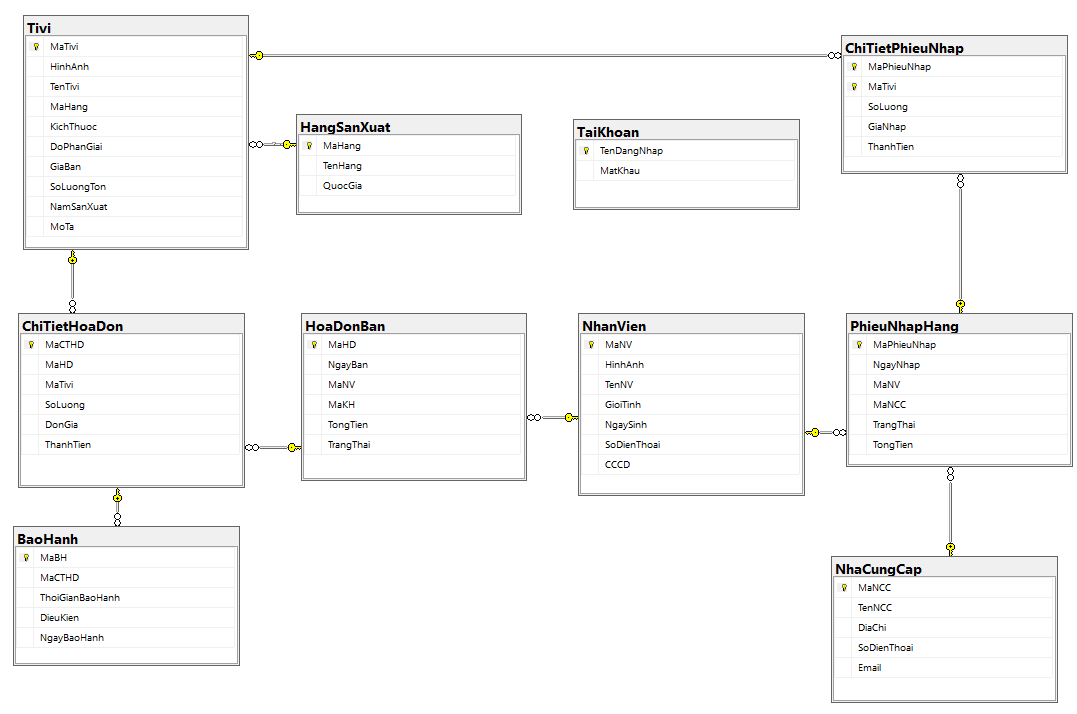 Tivi
MaTivi
HinhAnh
TenTivi
MaHang
KichThuoc
DoPhanGiai
GiaBan
SoLuongTon
NamSanXuat
MoTa
HangSanXuat
MaHang
TenHang
QuocGia
TaiKhoan
TenDangNhap
MatKhau
ChiTietPhieuNhap
MaPhieuNhap
MaTivi
SoLuong
GiaNhap
ThanhTien
ChiTietHoaDon
MaCTHD
MaHD
MaTivi
SoLuong
DonGia
ThanhTien
HoaDonBan
MaHD
NgayBan
MaNV
MaKH
TongTien
TrangThai
NhanVien
MaNV
HinhAnh
TenNV
GioiTinh
NgaySinh
SoDienThoai
CCCD
PhieuNhapHang
MaPhieuNhap
NgayNhap
MaNV
MaNCC
TrangThai
TongTien
BaoHanh
MaBH
MaCTHD
ThoiGianBaoHanh
DieuKien
NgayBaoHanh
NhaCungCap
MaNCC
TenNCC
DiaChi
SoDienThoai
Email